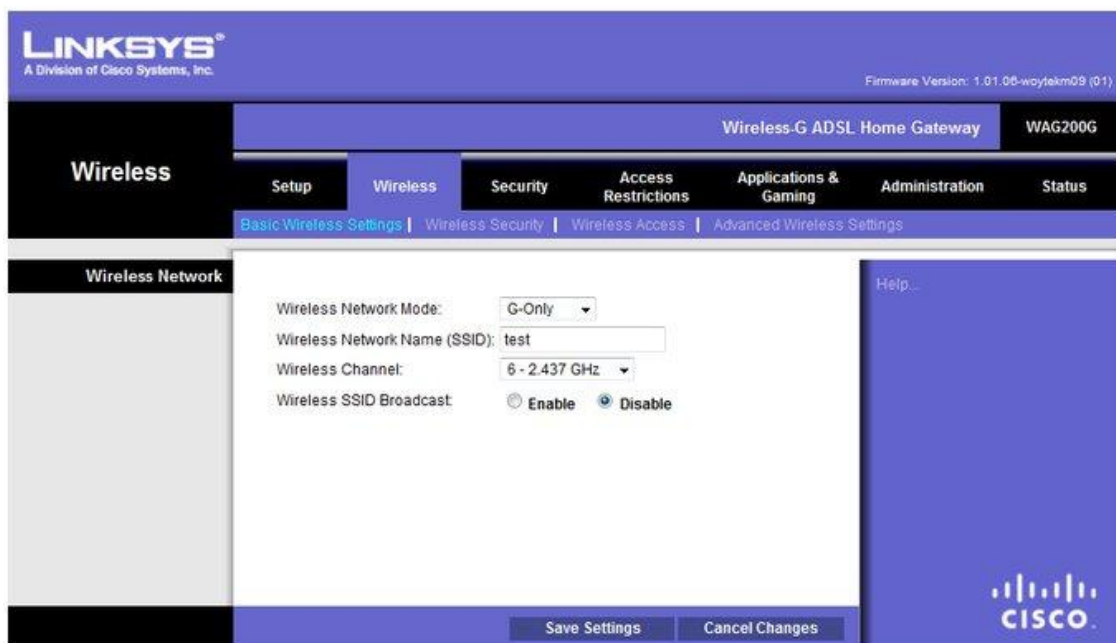 LINKSYS®
A Division of Cisco Systems, Inc.
Firmware Version: 1.01.06-woytekm09 (01)
Wireless-G ADSL Home Gateway WAG200G
Wireless
Setup Wireless Security Access Restrictions Applications & Gaming Administration Status
Basic Wireless Settings | Wireless Security | Wireless Access | Advanced Wireless Settings
Wireless Network
Help...
Wireless Network Mode: G-Only
Wireless Network Name (SSID): test
Wireless Channel: 6 - 2.437 GHz
Wireless SSID Broadcast: Enable Disable
Save Settings Cancel Changes
CISCO.